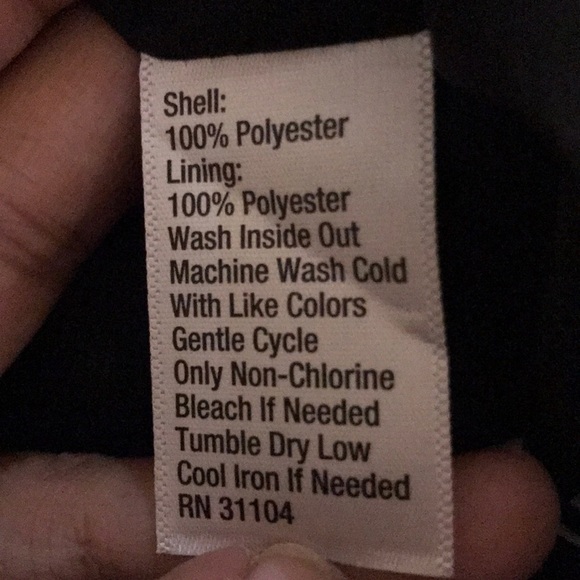 Shell:
100% Polyester
Lining:
100% Polyester
Wash Inside Out
Machine Wash Cold
With Like Colors
Gentle Cycle
Only Non-Chlorine
Bleach If Needed
Tumble Dry Low
Cool Iron If Needed
RN 31104